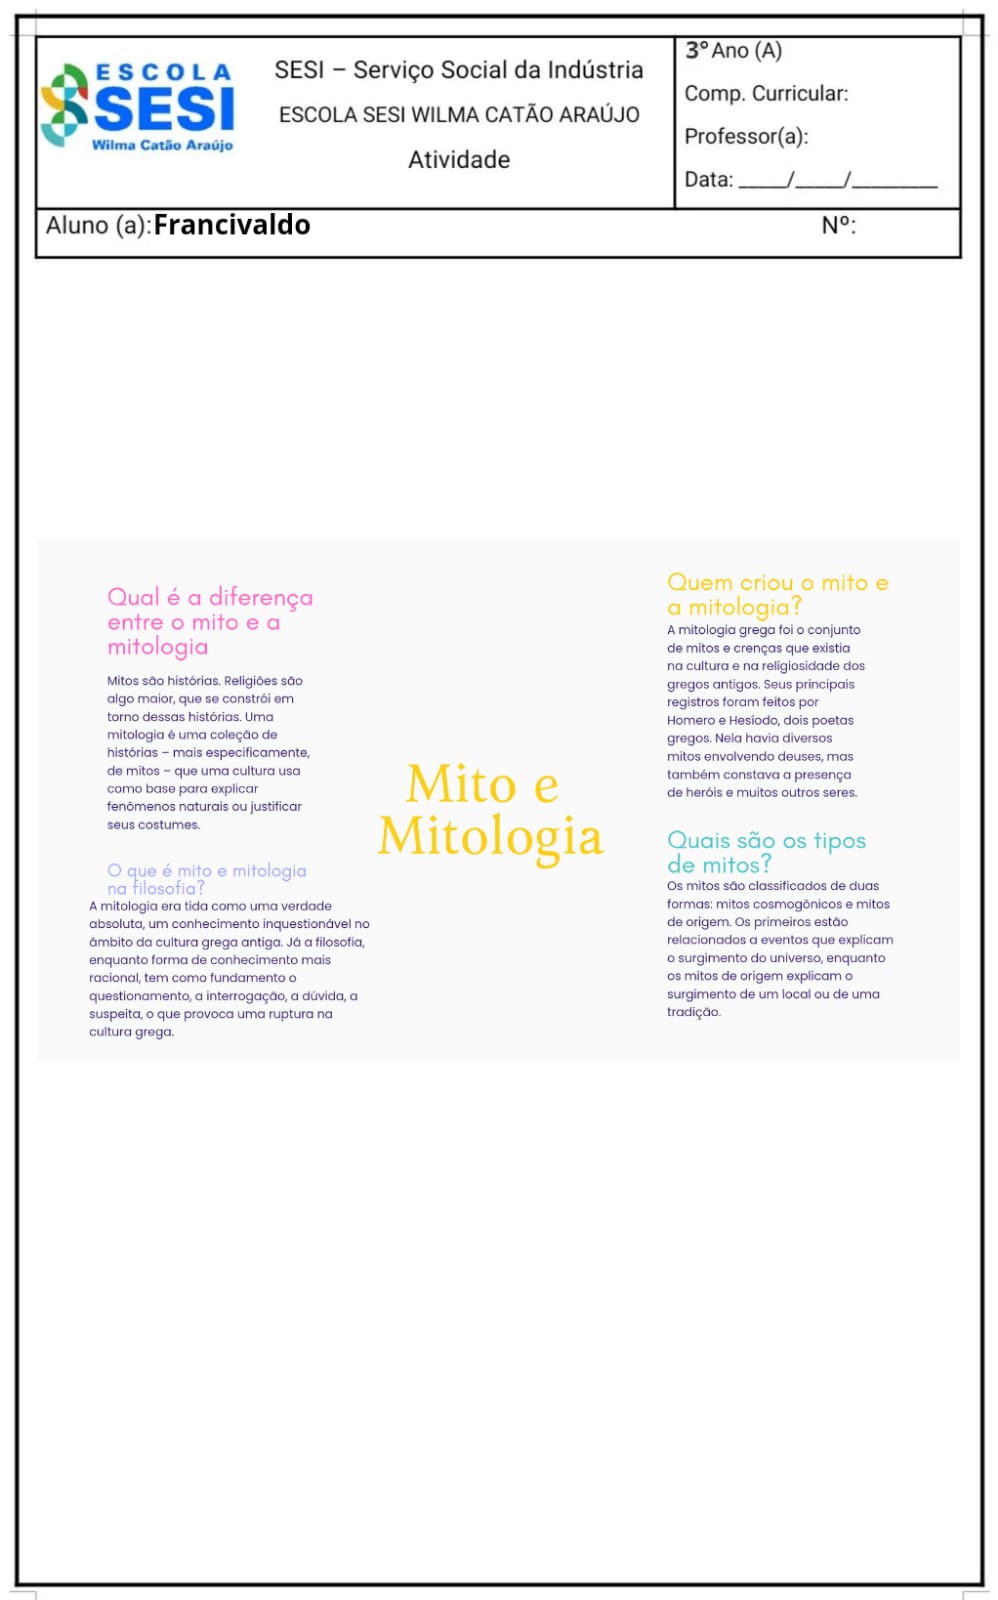 ESCOLA
SESI
Wilma Catão Araújo
SESI – Serviço Social da Indústria
ESCOLA SESI WILMA CATÃO ARAÚJO
Atividade
3° Ano (A)
Comp. Curricular:
Professor(a):
Data: _____/_____/_________
Aluno (a):Francivaldo
Nº:
Qual é a diferença
entre o mito e a
mitologia
Mitos são histórias. Religiões são
algo maior, que se constrói em
torno dessas histórias. Uma
mitologia é uma coleção de
histórias – mais especificamente,
de mitos – que uma cultura usa
como base para explicar
fenômenos naturais ou justificar
seus costumes.
O que é mito e mitologia
na filosofia?
A mitologia era tida como uma verdade
absoluta, um conhecimento inquestionável no
âmbito da cultura grega antiga. Já a filosofia,
enquanto forma de conhecimento mais
racional, tem como fundamento o
questionamento, a interrogação, a dúvida, a
suspeita, o que provoca uma ruptura na
cultura grega.
Mito e
Mitologia
Quem criou o mito e
a mitologia?
A mitologia grega foi o conjunto
de mitos e crenças que existia
na cultura e na religiosidade dos
gregos antigos. Seus principais
registros foram feitos por
Homero e Hesíodo, dois poetas
gregos. Nela havia diversos
mitos envolvendo deuses, mas
também constava a presença
de heróis e muitos outros seres.
Quais são os tipos
de mitos?
Os mitos são classificados de duas
formas: mitos cosmogônicos e mitos
de origem. Os primeiros estão
relacionados a eventos que explicam
o surgimento do universo, enquanto
os mitos de origem explicam o
surgimento de um local ou de uma
tradição.